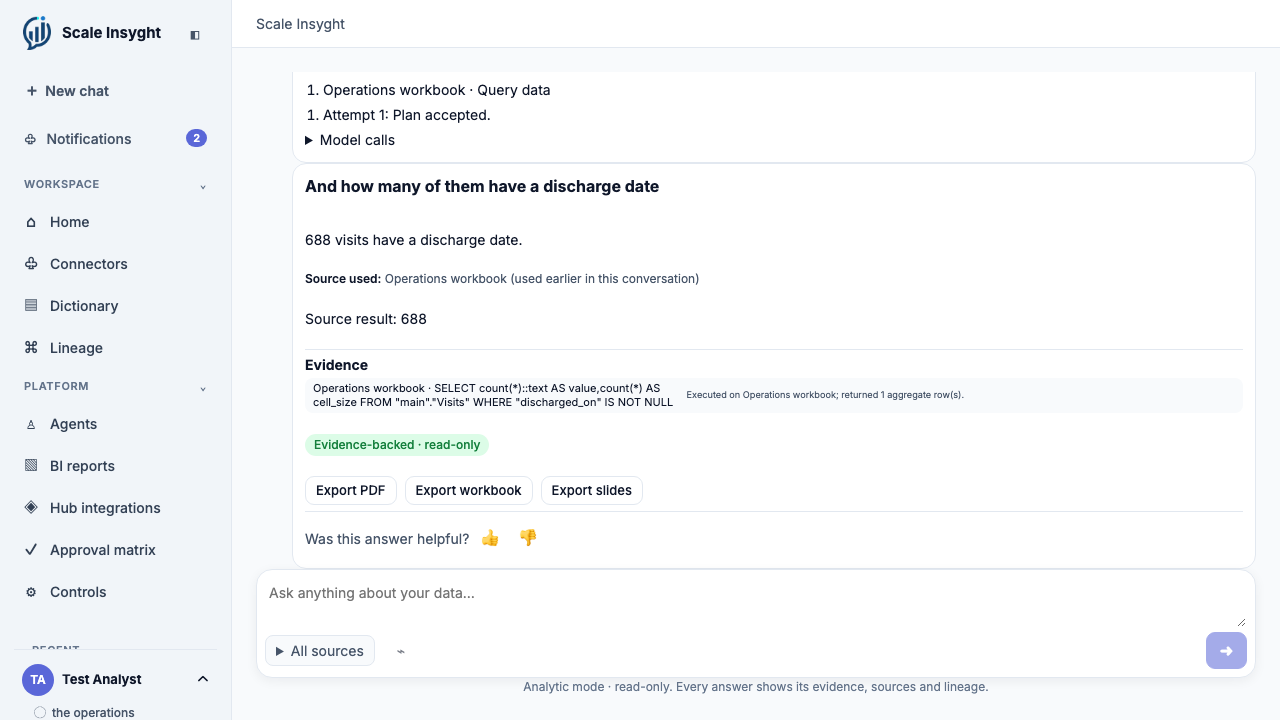 Scale Insyght
+ New chat
Notifications 2
WORKSPACE
Home
Connectors
Dictionary
Lineage
PLATFORM
Agents
BI reports
Hub integrations
Approval matrix
Controls
RECENT
TA Test Analyst
the operations
Scale Insyght
1. Operations workbook · Query data
1. Attempt 1: Plan accepted.
Model calls
And how many of them have a discharge date
688 visits have a discharge date.
Source used: Operations workbook (used earlier in this conversation)
Source result: 688
Evidence
Operations workbook · SELECT count(*)::text AS value,count(*) AS
cell_size FROM "main"."Visits" WHERE "discharged_on" IS NOT NULL
Executed on Operations workbook; returned 1 aggregate row(s).
Evidence-backed · read-only
Export PDF Export workbook Export slides
Was this answer helpful?
Ask anything about your data...
All sources
Analytic mode · read-only. Every answer shows its evidence, sources and lineage.